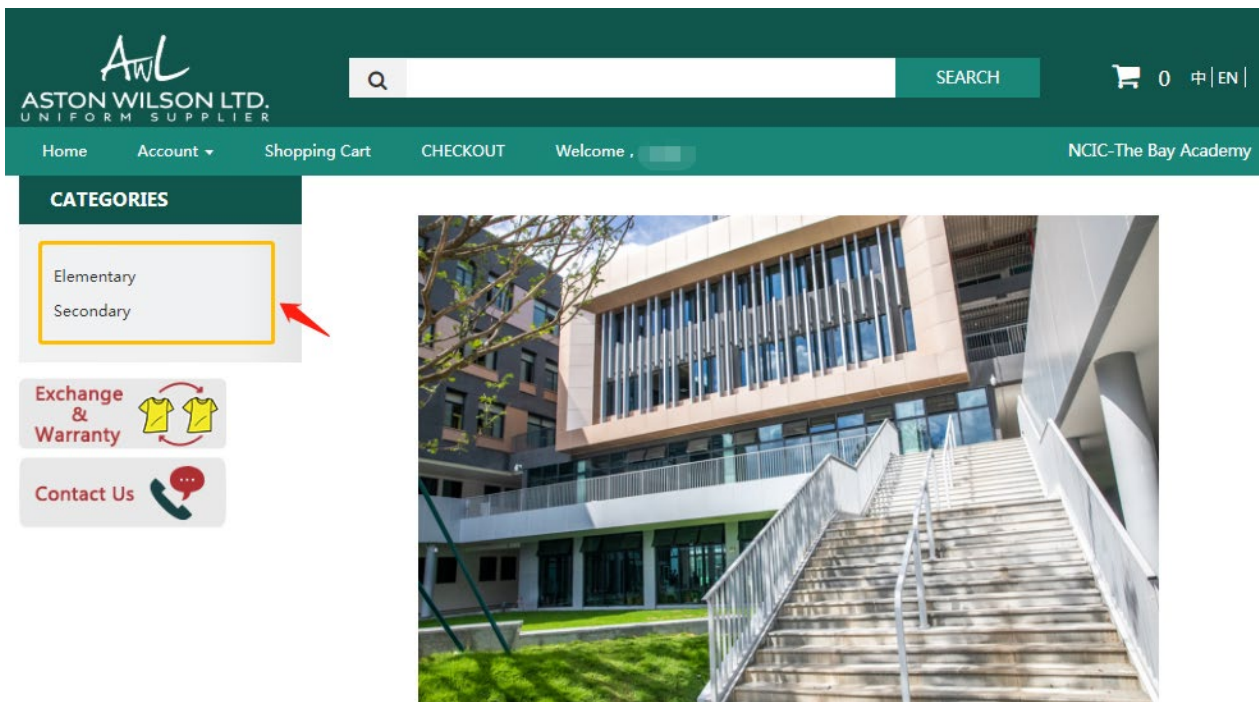 AWL
ASTON WILSON LTD.
UNIFORM SUPPLIER
SEARCH
0 中|EN|
Home Account Shopping Cart CHECKOUT Welcome , NCIC-The Bay Academy
CATEGORIES
Elementary
Secondary
Exchange
&
Warranty
Contact Us